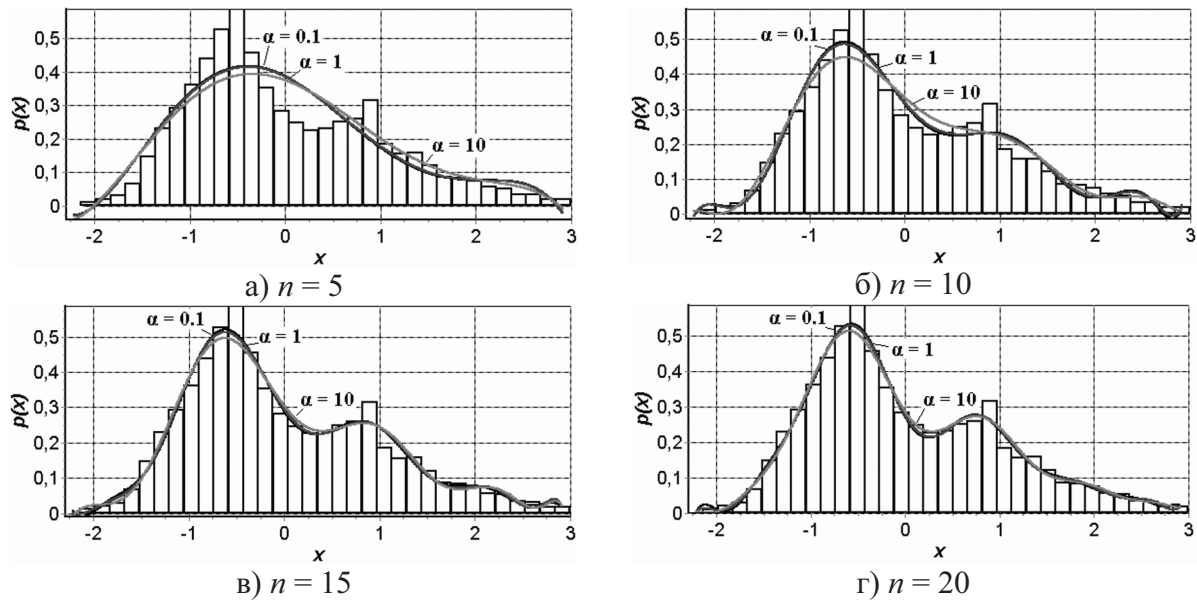 0,5
0,4
0,3
0,2
0,1
0
p(x)
α = 0.1
α = 1
α = 10
-2 -1 0 1 2 3
x
а) n = 5
0,5
0,4
0,3
0,2
0,1
0
p(x)
α = 0.1
α = 1
α = 10
-2 -1 0 1 2 3
x
б) n = 10
0,5
0,4
0,3
0,2
0,1
0
p(x)
α = 0.1
α = 1
α = 10
-2 -1 0 1 2 3
x
в) n = 15
0,5
0,4
0,3
0,2
0,1
0
p(x)
α = 0.1
α = 1
α = 10
-2 -1 0 1 2 3
x
г) n = 20